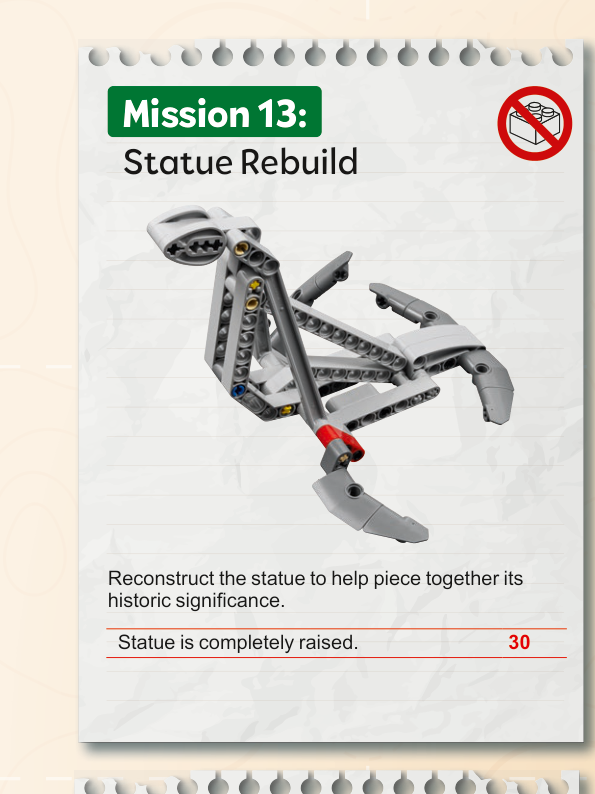 Mission 13:
Statue Rebuild
Reconstruct the statue to help piece together its
historic significance.
Statue is completely raised. 30